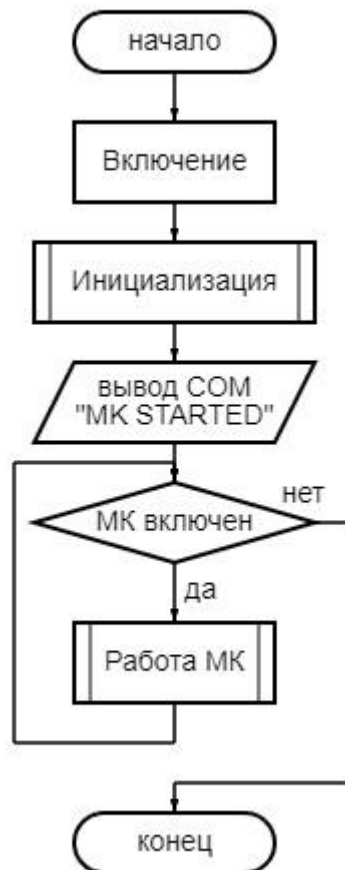 начало
Включение
Инициализация
вывод COM
"MK STARTED"
МК включен
нет
да
Работа МК
конец